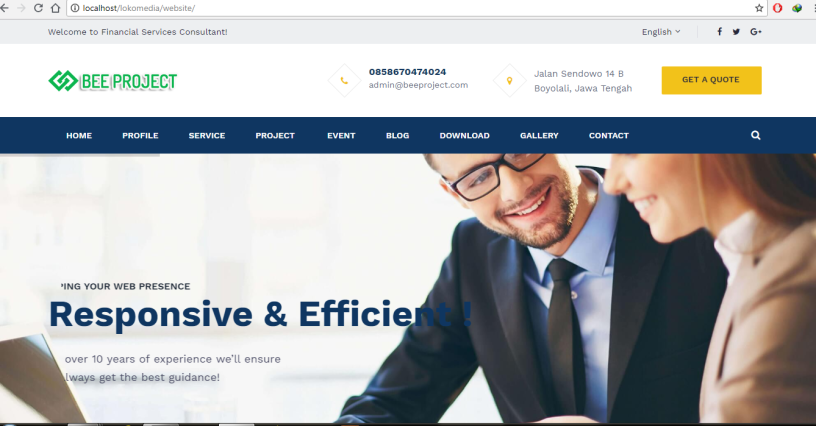 localhost/lokomedia/website/
Welcome to Financial Services Consultant!
English
BEE PROJECT
0858670474024
admin@beeproject.com
Jalan Sendowo 14 B
Boyolali, Jawa Tengah
GET A QUOTE
HOME PROFILE SERVICE PROJECT EVENT BLOG DOWNLOAD GALLERY CONTACT
'ING YOUR WEB PRESENCE
Responsive & Efficient !
over 10 years of experience we'll ensure
lways get the best guidance!